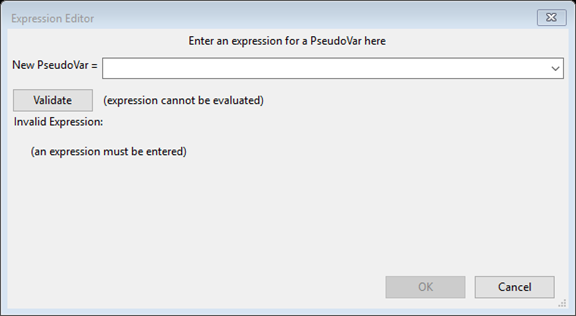 Expression Editor
Enter an expression for a PseudoVar here
New PseudoVar =
Validate (expression cannot be evaluated)
Invalid Expression:
(an expression must be entered)
OK Cancel